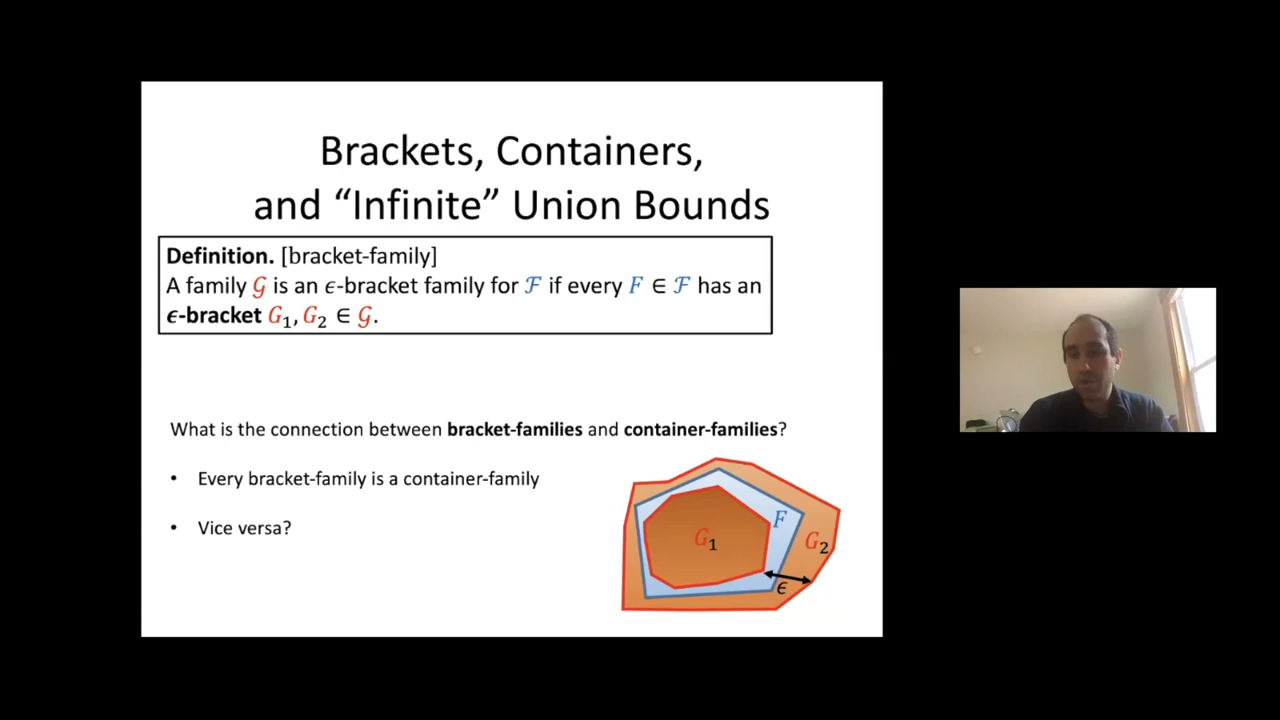 Brackets, Containers,
and “Infinite” Union Bounds
Definition. [bracket-family]
A family 𝒢 is an ϵ-bracket family for ℱ if every F ∈ ℱ has an
ϵ-bracket G₁, G₂ ∈ 𝒢.
What is the connection between bracket-families and container-families?
• Every bracket-family is a container-family
• Vice versa?
F
G₁
G₂
ϵ